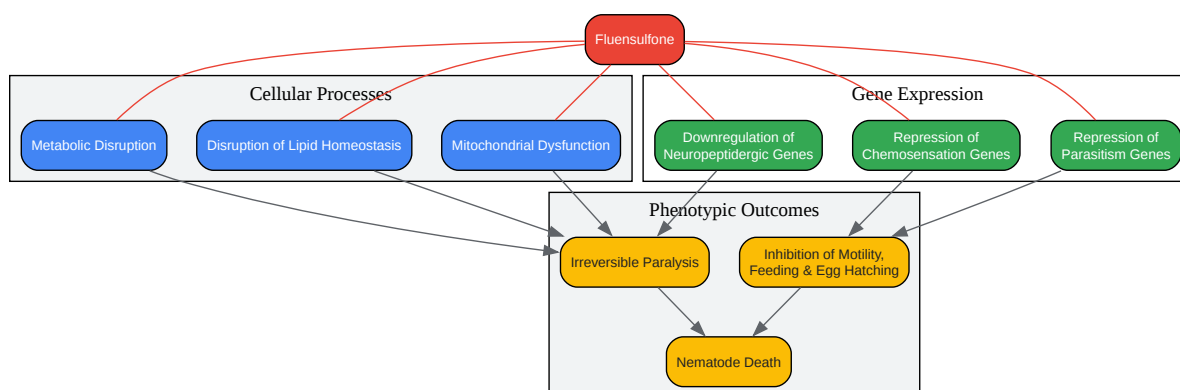 Fluensulfone
Cellular Processes
Gene Expression
Metabolic Disruption
Disruption of Lipid Homeostasis
Mitochondrial Dysfunction
Downregulation of
Neuropeptidergic Genes
Repression of
Chemosensation Genes
Repression of
Parasitism Genes
Phenotypic Outcomes
Irreversible Paralysis
Inhibition of Motility,
Feeding & Egg Hatching
Nematode Death